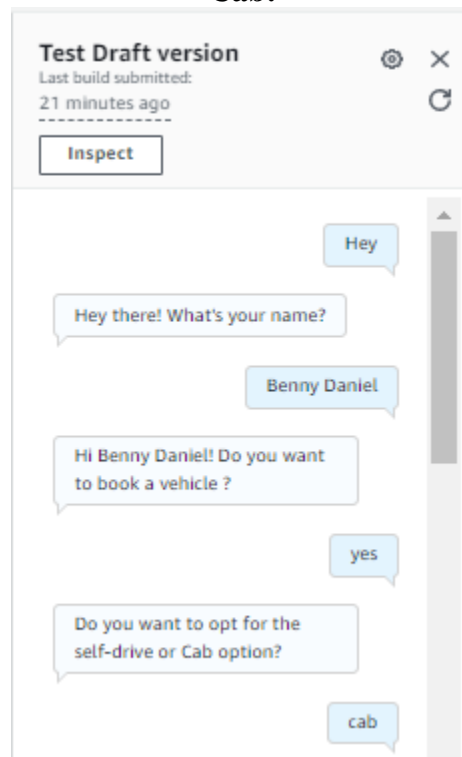 Test Draft version
Last build submitted:
21 minutes ago
Inspect
Hey
Hey there! What's your name?
Benny Daniel
Hi Benny Daniel! Do you want
to book a vehicle ?
yes
Do you want to opt for the
self-drive or Cab option?
cab